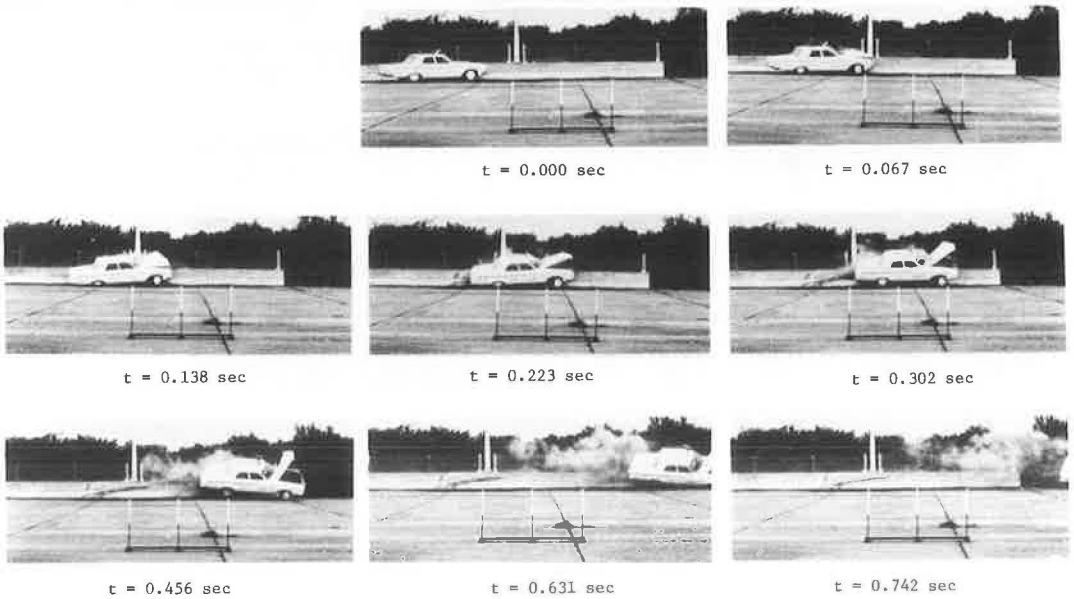 t = 0.000 sec
t = 0.067 sec
t = 0.138 sec
t = 0.223 sec
t = 0.302 sec
t = 0.456 sec
t = 0.631 sec
t = 0.742 sec